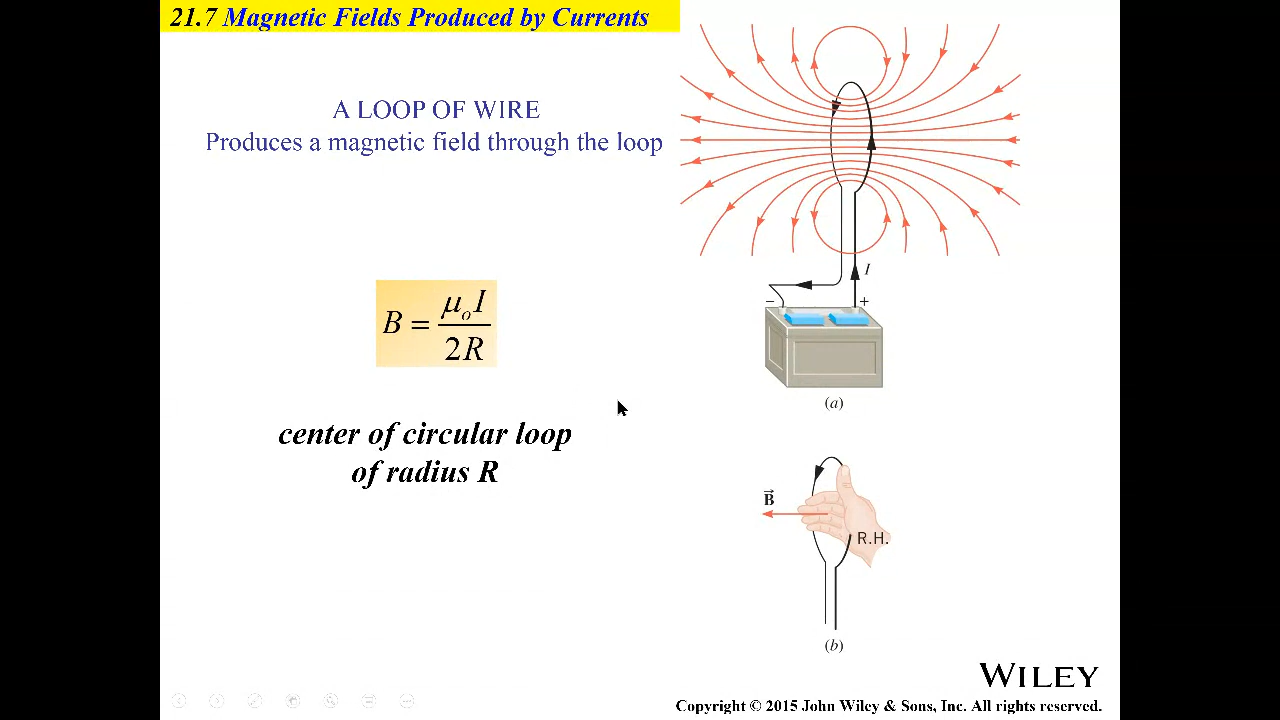 21.7 Magnetic Fields Produced by Currents
A LOOP OF WIRE
Produces a magnetic field through the loop
B = μₒI / 2R
center of circular loop
of radius R
I
− +
(a)
B⃗
R.H.
(b)
WILEY
Copyright © 2015 John Wiley & Sons, Inc. All rights reserved.